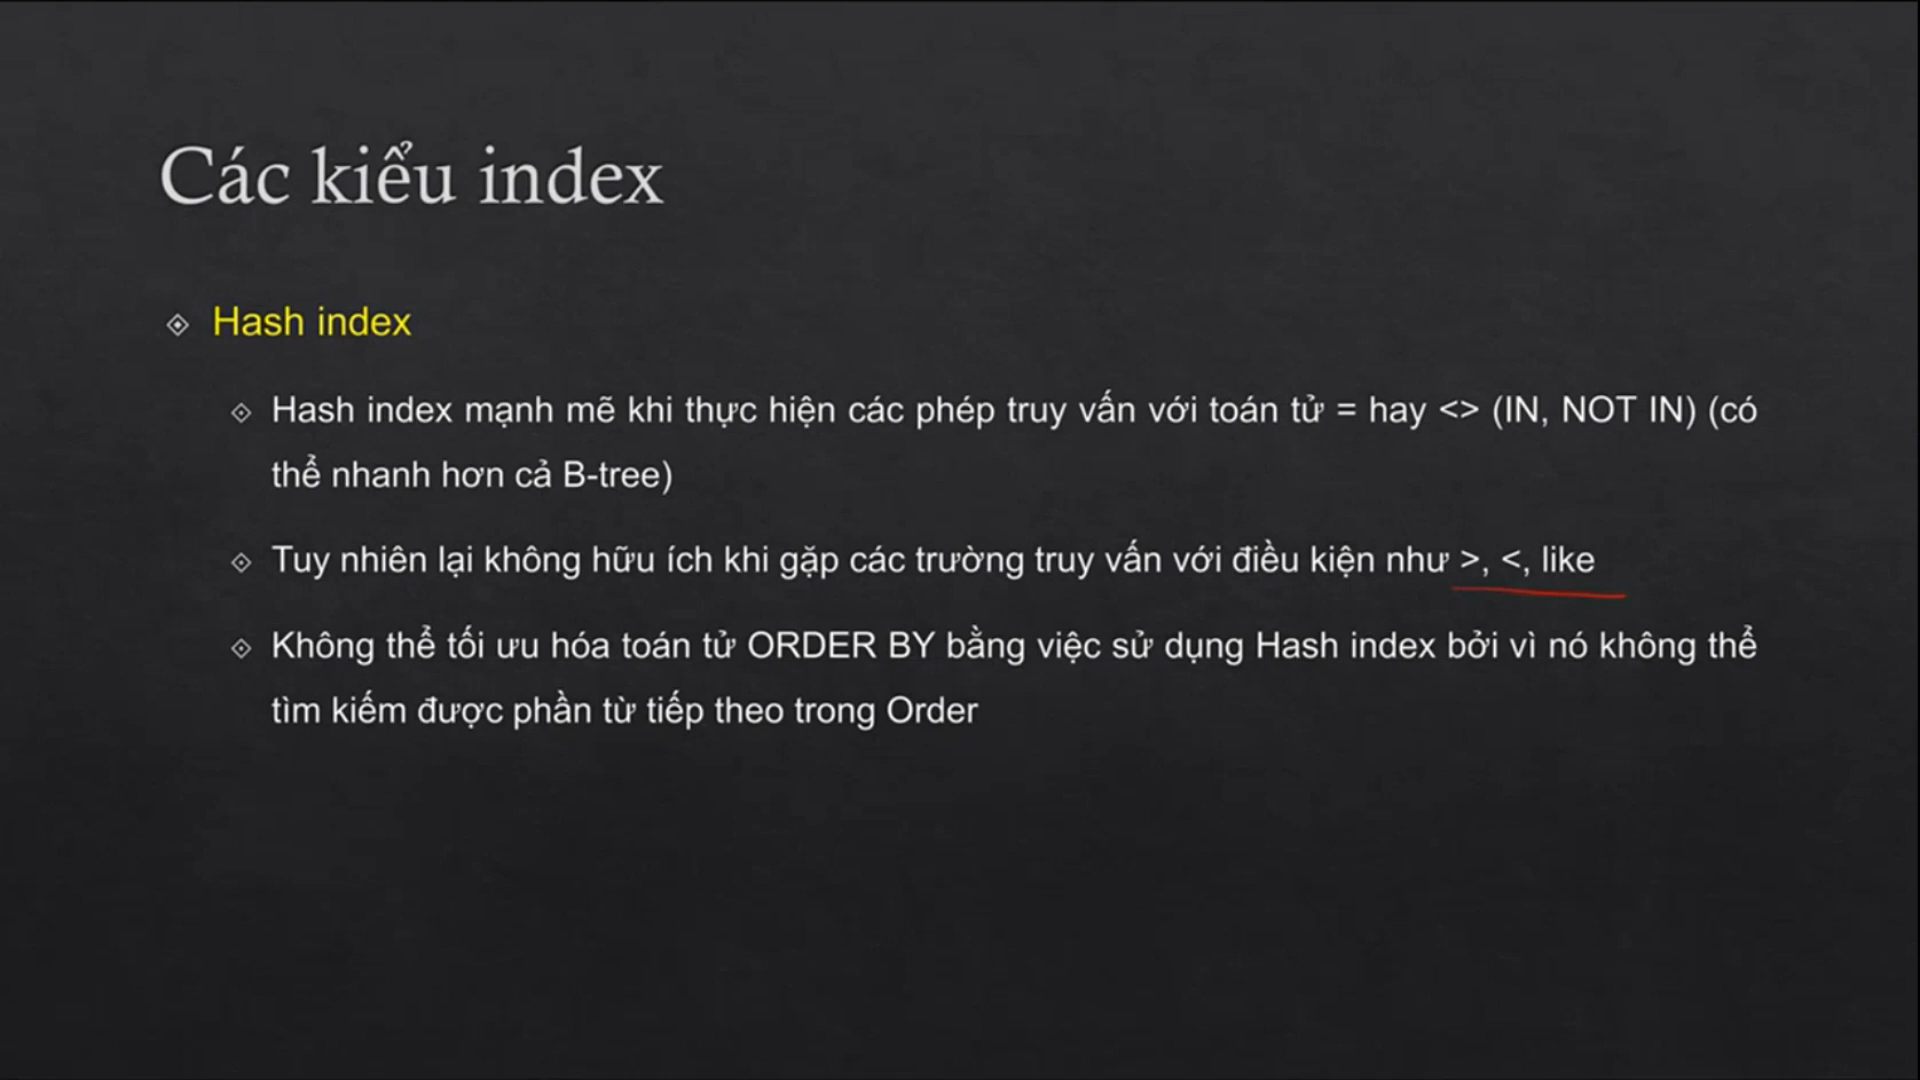 Các kiểu index
Hash index
Hash index mạnh mẽ khi thực hiện các phép truy vấn với toán tử = hay <> (IN, NOT IN) (có
thể nhanh hơn cả B-tree)
Tuy nhiên lại không hữu ích khi gặp các trường truy vấn với điều kiện như >, <, like
Không thể tối ưu hóa toán tử ORDER BY bằng việc sử dụng Hash index bởi vì nó không thể
tìm kiếm được phần từ tiếp theo trong Order